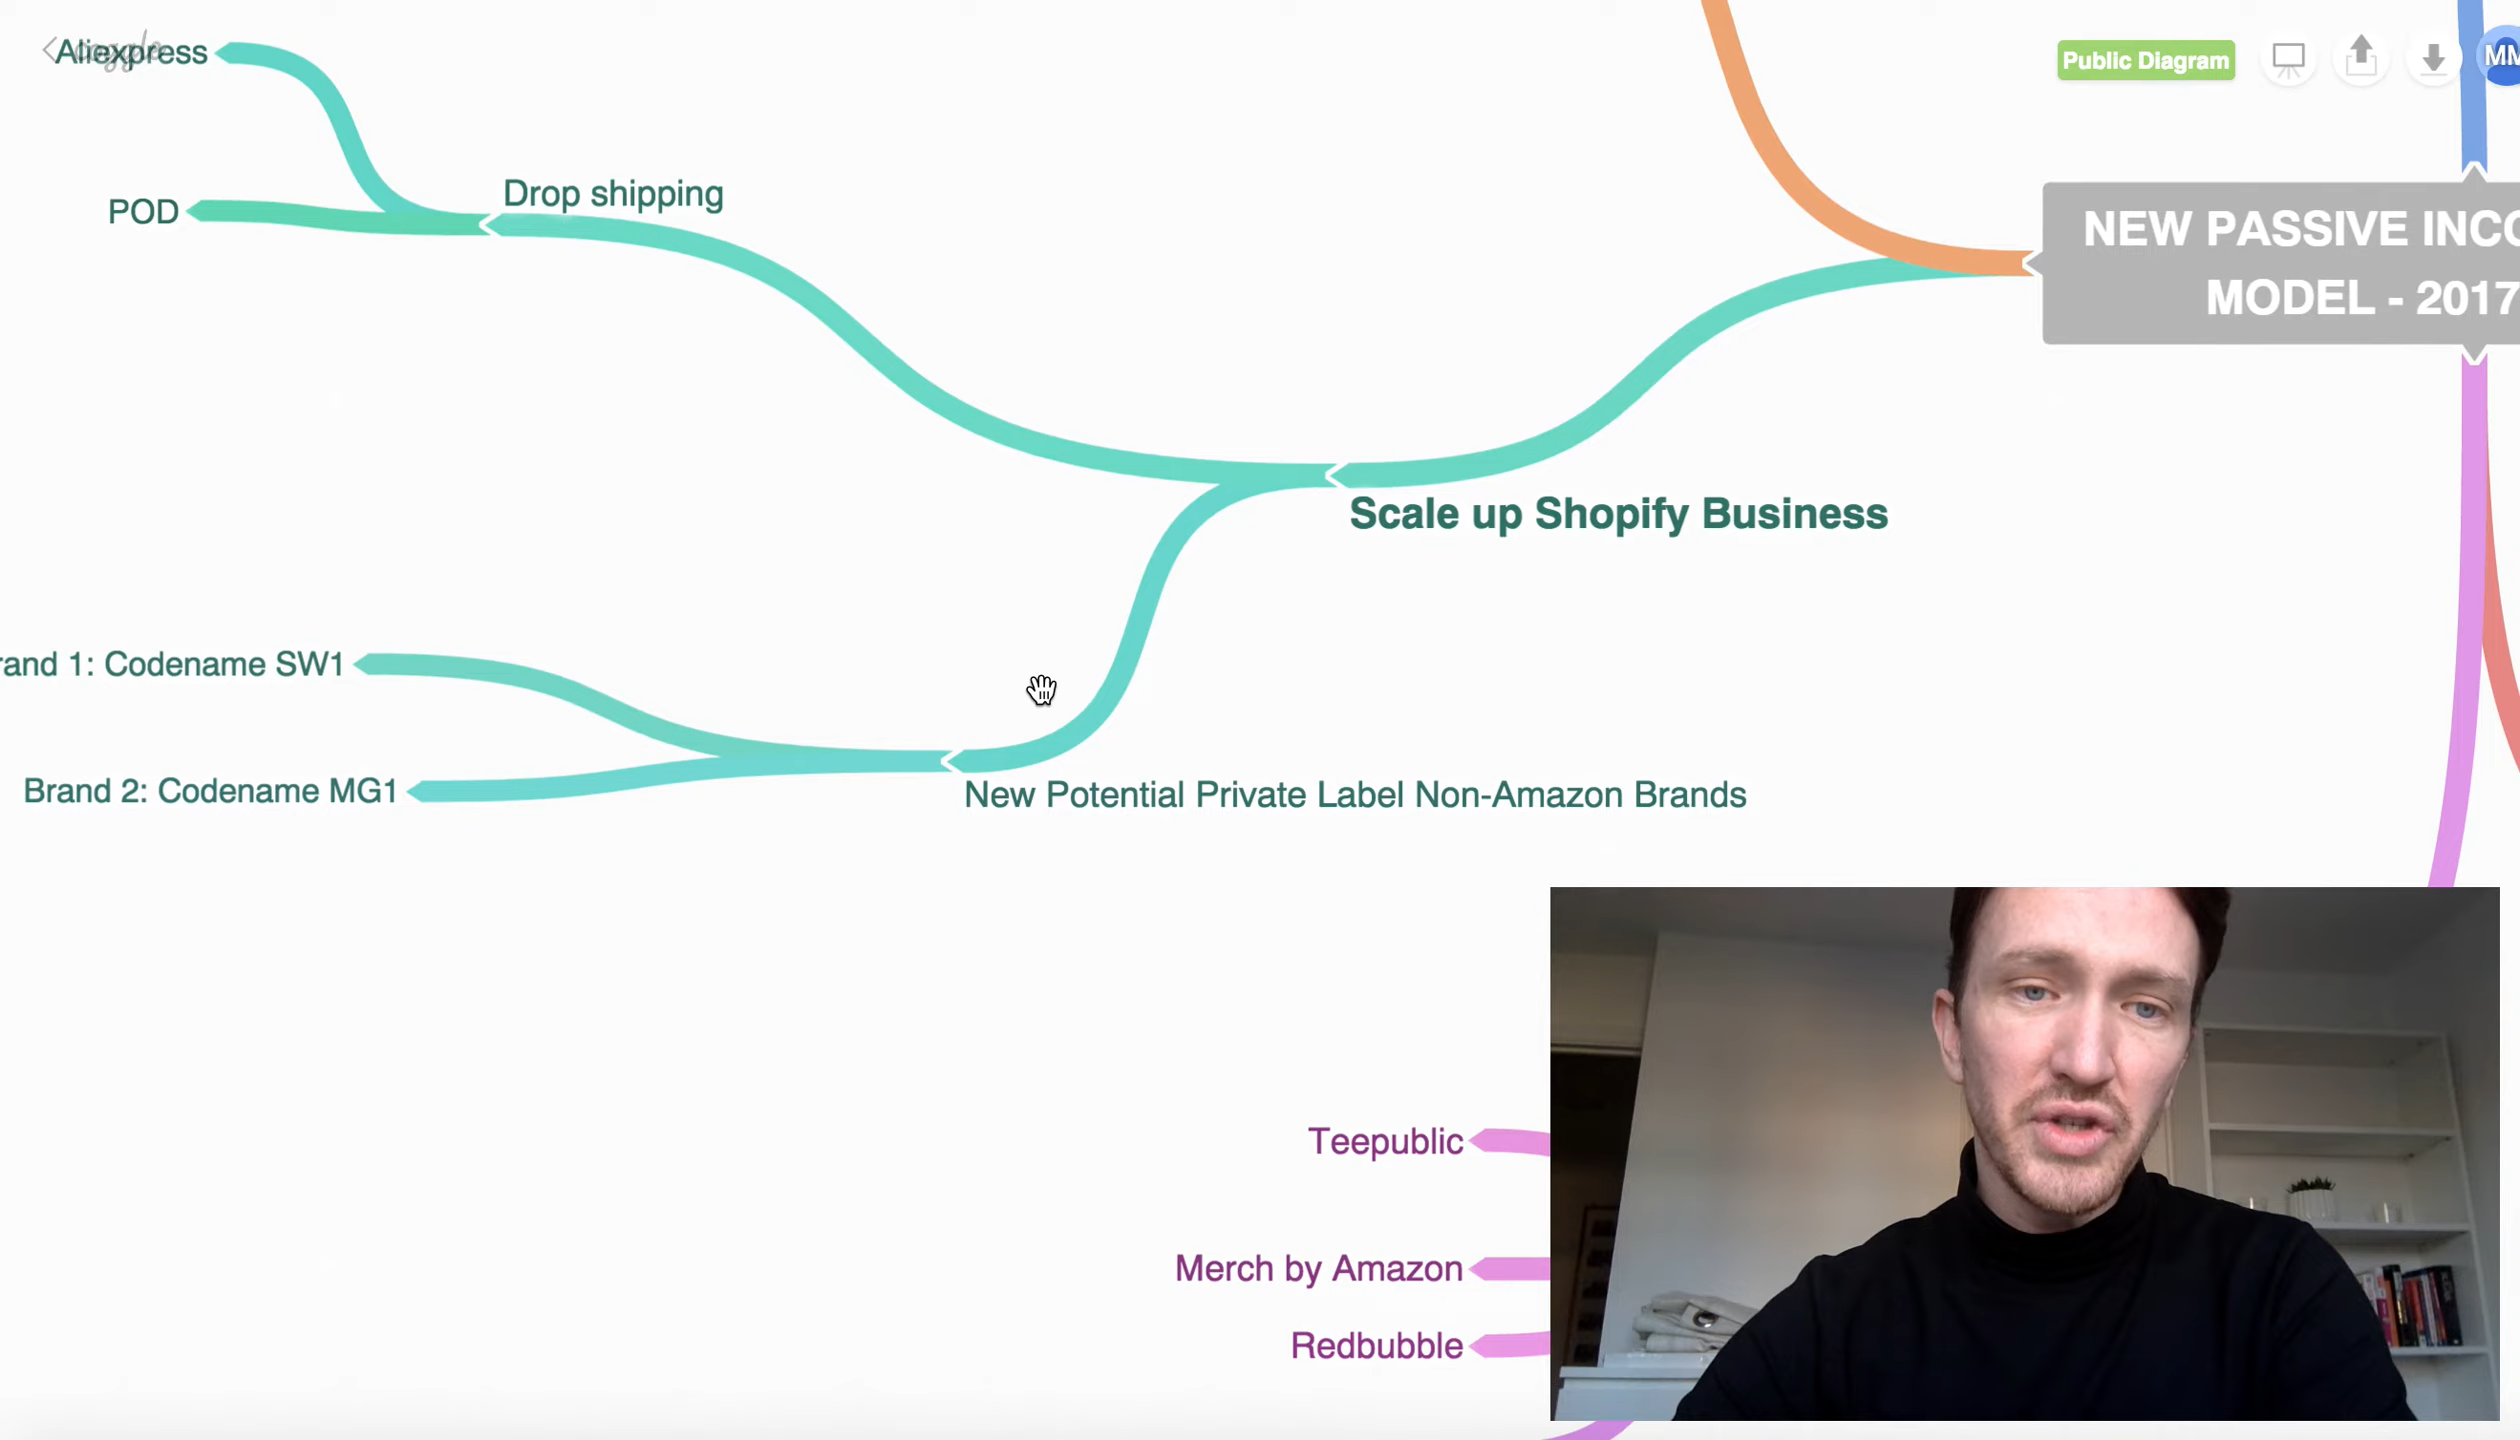 Aliexpress
coggle
Public Diagram
MM
POD
Drop shipping
NEW PASSIVE INCO
MODEL - 2017
Scale up Shopify Business
rand 1: Codename SW1
Brand 2: Codename MG1
New Potential Private Label Non-Amazon Brands
Teepublic
Merch by Amazon
Redbubble